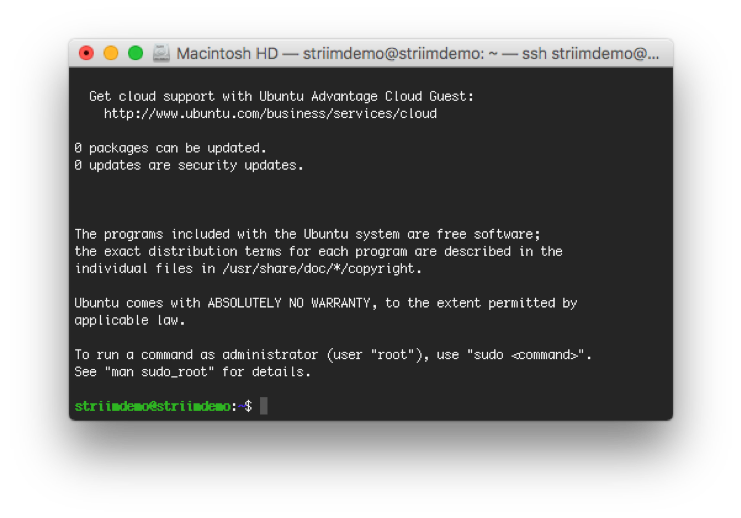 Macintosh HD — striimdemo@striimdemo: ~ — ssh striimdemo@...
Get cloud support with Ubuntu Advantage Cloud Guest:
http://www.ubuntu.com/business/services/cloud
0 packages can be updated.
0 updates are security updates.
The programs included with the Ubuntu system are free software;
the exact distribution terms for each program are described in the
individual files in /usr/share/doc/*/copyright.
Ubuntu comes with ABSOLUTELY NO WARRANTY, to the extent permitted by
applicable law.
To run a command as administrator (user "root"), use "sudo <command>".
See "man sudo_root" for details.
striimdemo@striimdemo:~$